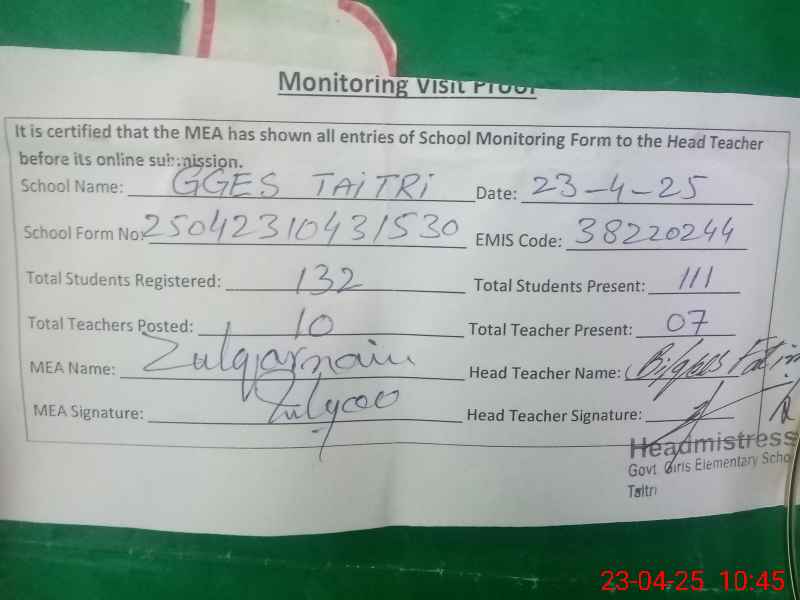 Monitoring Visit Proof
It is certified that the MEA has shown all entries of School Monitoring Form to the Head Teacher
before its online submission.
School Name: GGES TAITRI Date: 23-4-25
School Form No: 25042310431530 EMIS Code: 38220244
Total Students Registered: 132 Total Students Present: 111
Total Teachers Posted: 10 Total Teacher Present: 07
MEA Name: Zulqarnain Head Teacher Name: Bilqees
MEA Signature: Head Teacher Signature:
Headmistress
Govt Girls Elementary Scho
Taitri
23-04-25 10:45